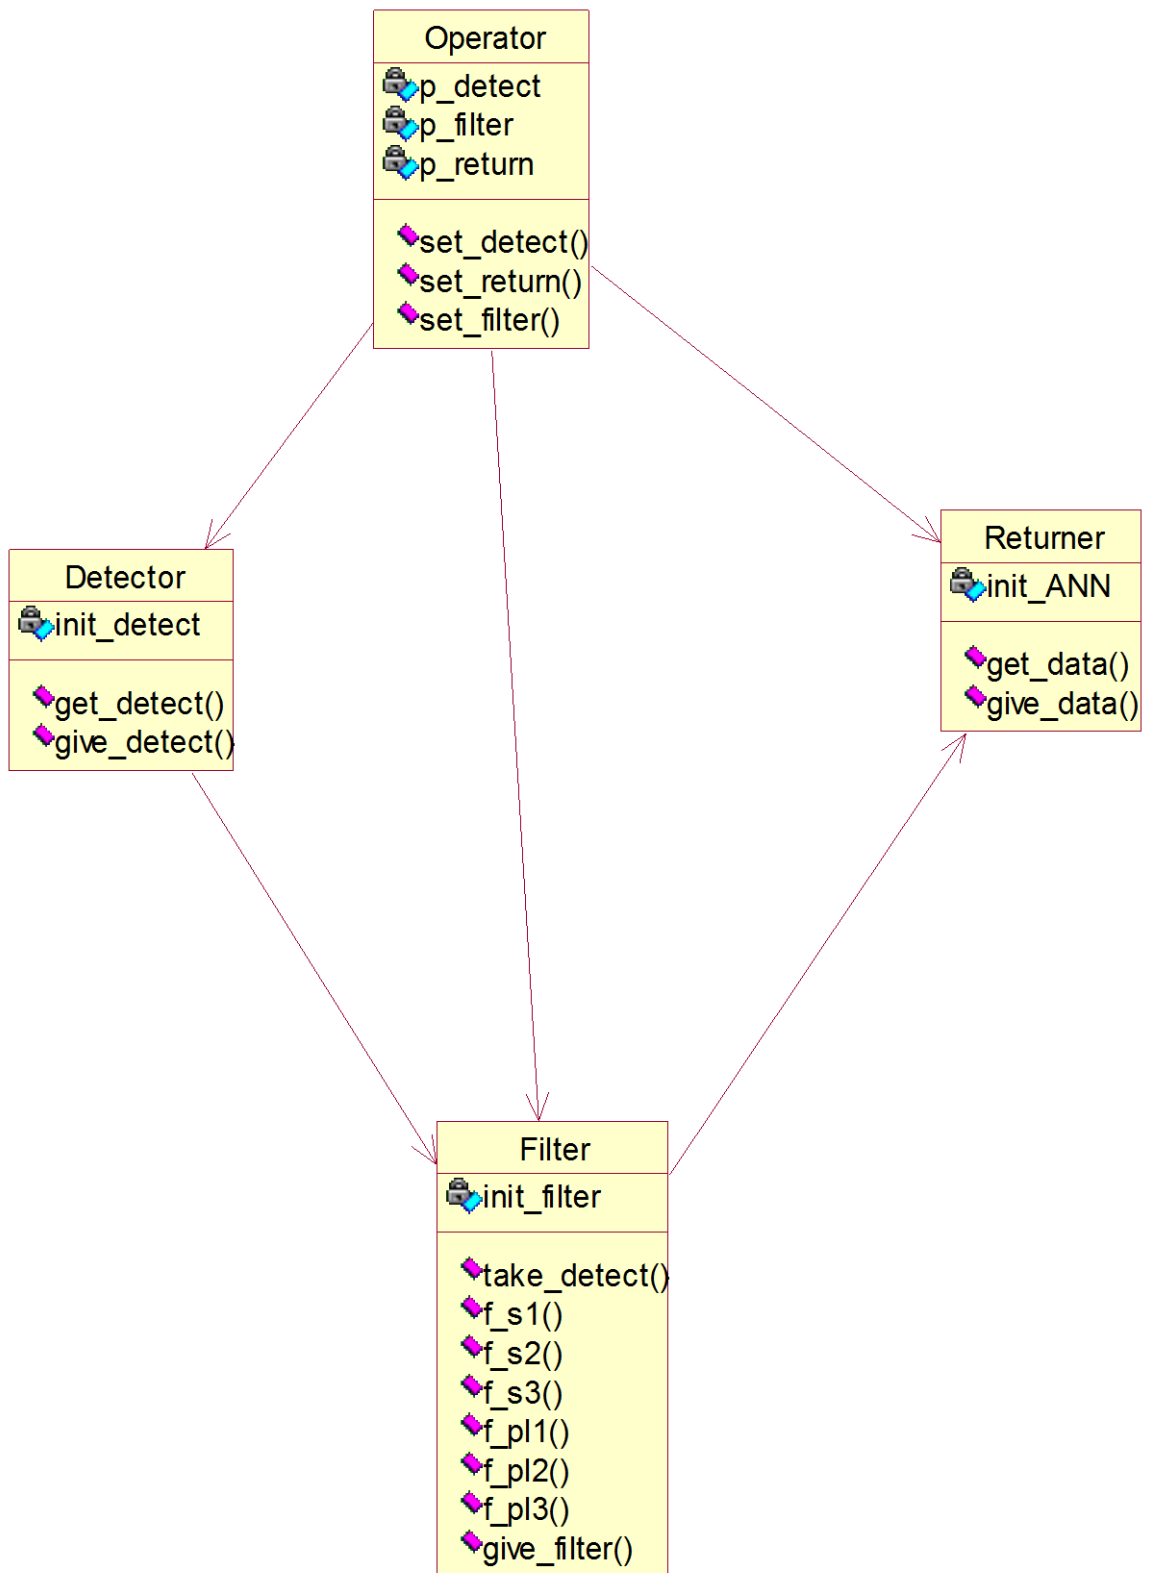 Operator
p_detect
p_filter
p_return
set_detect()
set_return()
set_filter()
Detector
init_detect
get_detect()
give_detect()
Returner
init_ANN
get_data()
give_data()
Filter
init_filter
take_detect()
f_s1()
f_s2()
f_s3()
f_pl1()
f_pl2()
f_pl3()
give_filter()